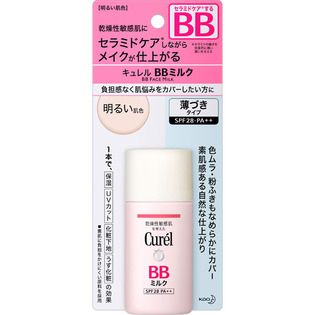 【明るい肌色】
乾燥性敏感肌に
セラミドケア※しながら
メイクが仕上がる
セラミドケア※する
BB
キュレル BBミルク
BB FACE MILK
負担感なく肌悩みをカバーしたい方に
明るい肌色
薄づき
タイプ
SPF28・PA++
色ムラ・粉ふきもなめらかにカバー
素肌感ある自然な仕上がり
1本で、保湿 UVカット 化粧下地 うすく化粧 の効果
乾燥性敏感肌
を考えた
Curél
BB
ミルク
SPF28 PA++
Kao